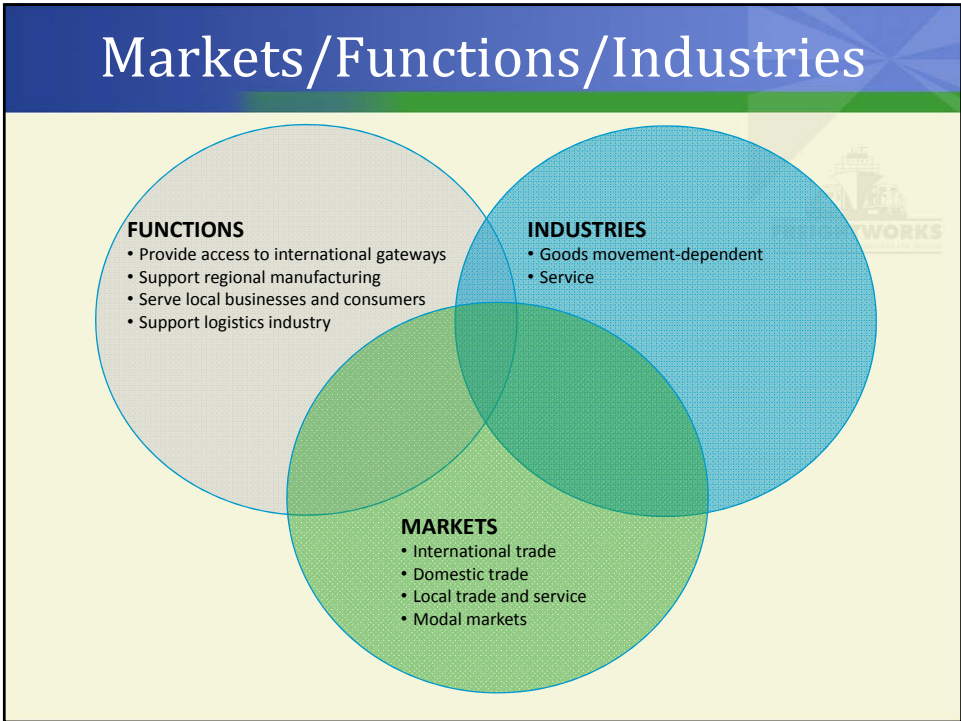 Markets/Functions/Industries
FUNCTIONS
• Provide access to international gateways
• Support regional manufacturing
• Serve local businesses and consumers
• Support logistics industry
INDUSTRIES
• Goods movement-dependent
• Service
FREIGHTWORKS
MARKETS
• International trade
• Domestic trade
• Local trade and service
• Modal markets